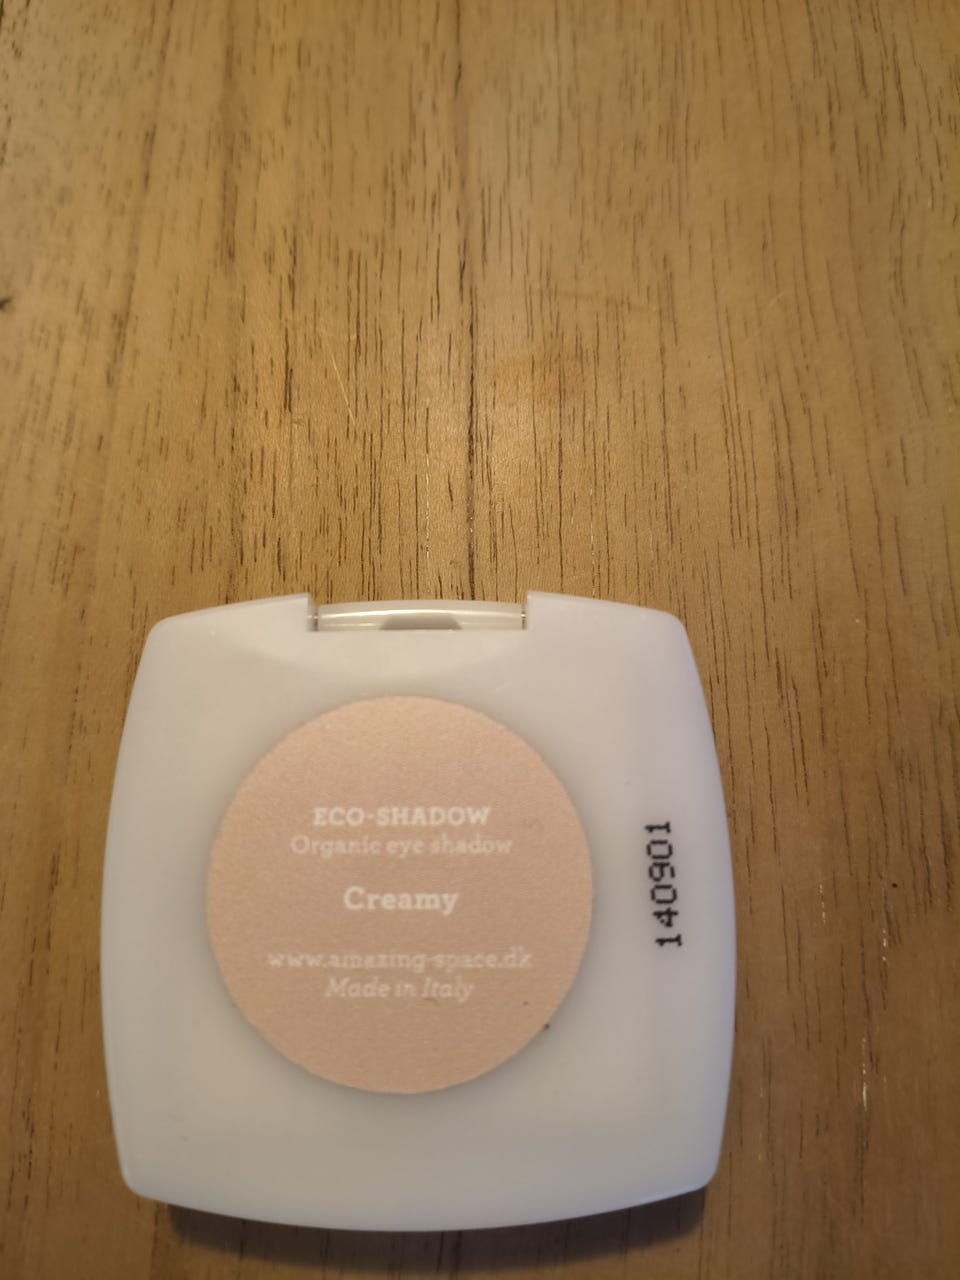 ECO-SHADOW
Organic eye shadow
Creamy
www.amazing-space.dk
Made in Italy
140901